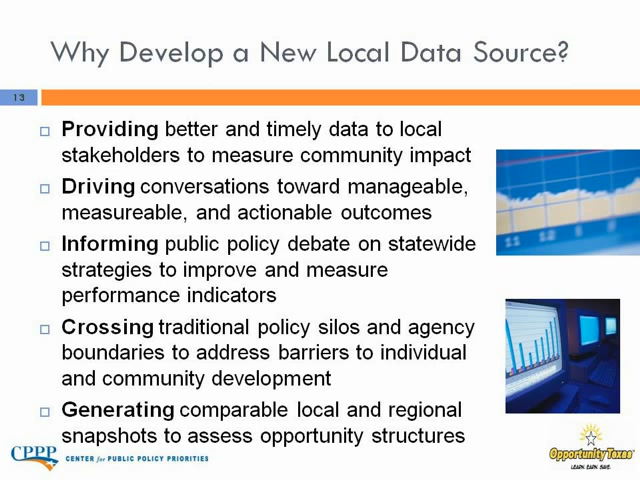 Why Develop a New Local Data Source?
13
Providing better and timely data to local
stakeholders to measure community impact
Driving conversations toward manageable,
measureable, and actionable outcomes
Informing public policy debate on statewide
strategies to improve and measure
performance indicators
Crossing traditional policy silos and agency
boundaries to address barriers to individual
and community development
Generating comparable local and regional
snapshots to assess opportunity structures
11 12
CPPP CENTER for PUBLIC POLICY PRIORITIES
Opportunity Texas
LEARN. EARN. SAVE.